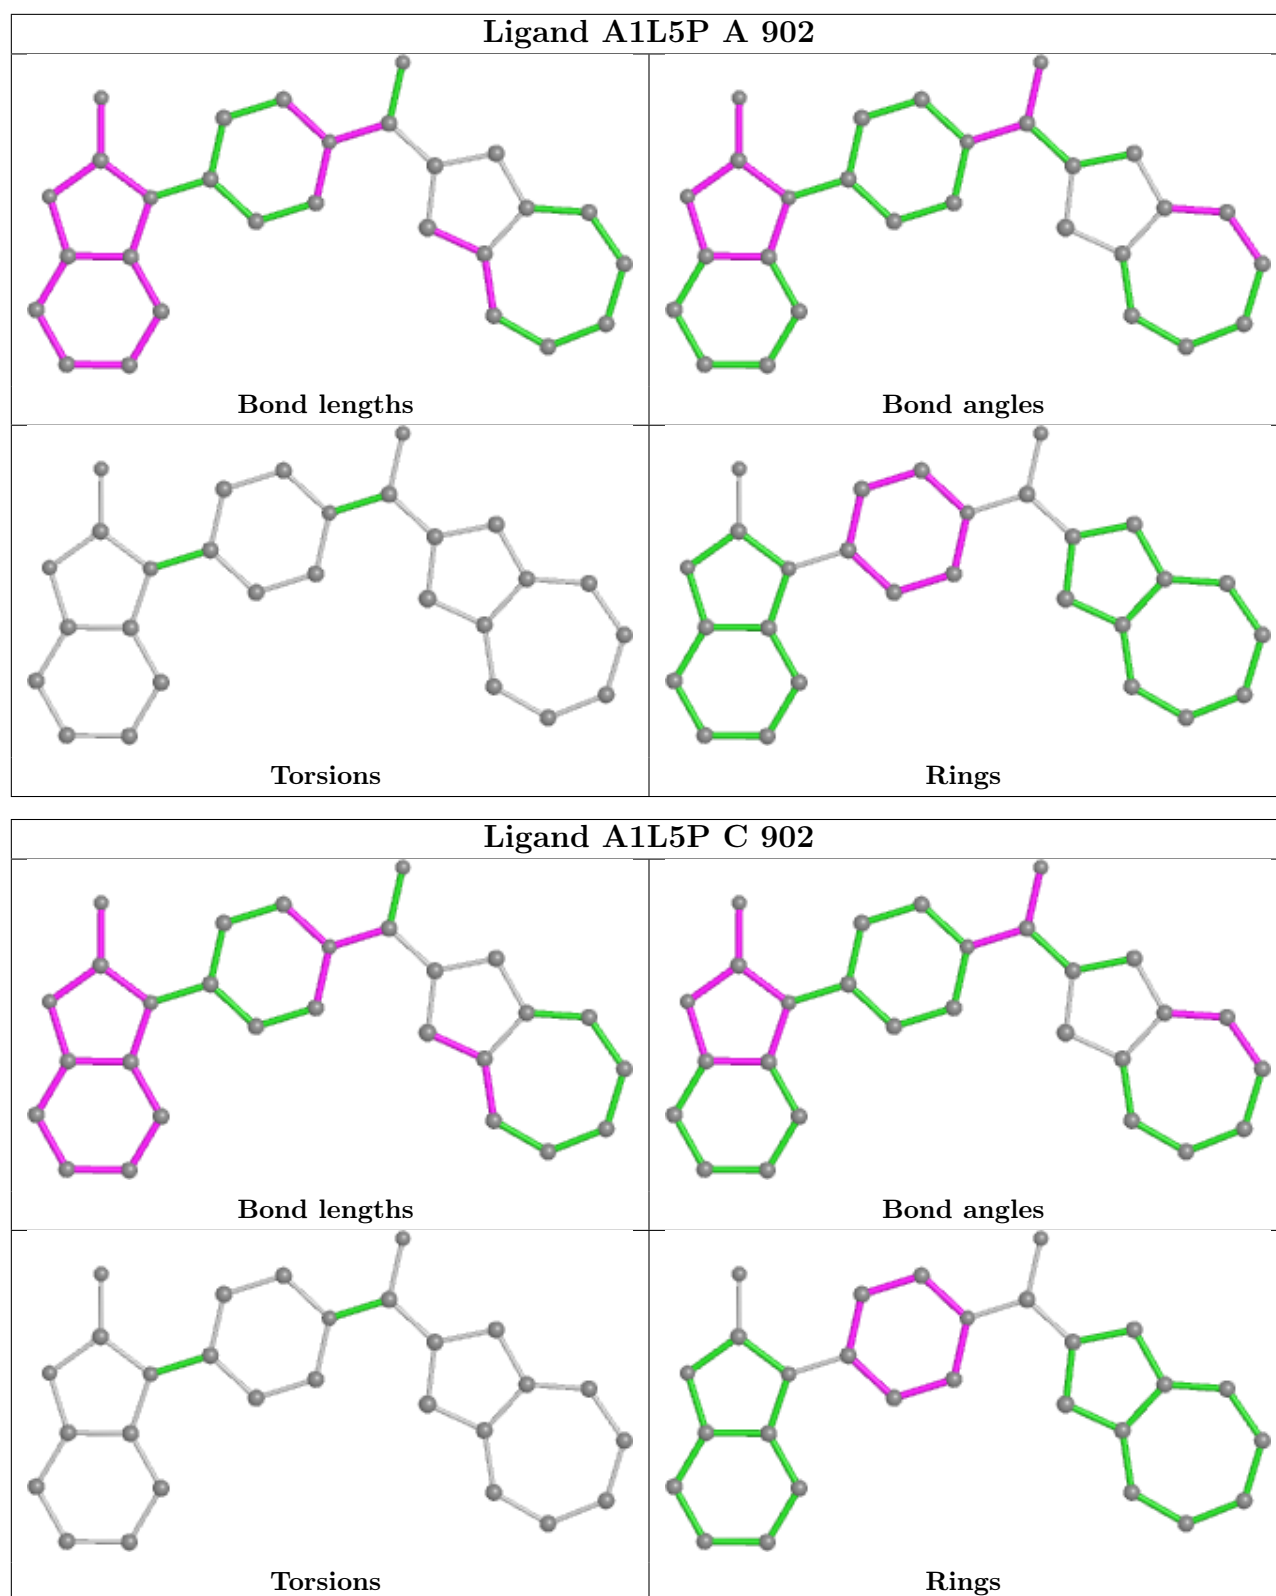 Ligand A1L5P A 902
Bond lengths
Bond angles
Torsions
Rings
Ligand A1L5P C 902
Bond lengths
Bond angles
Torsions
Rings